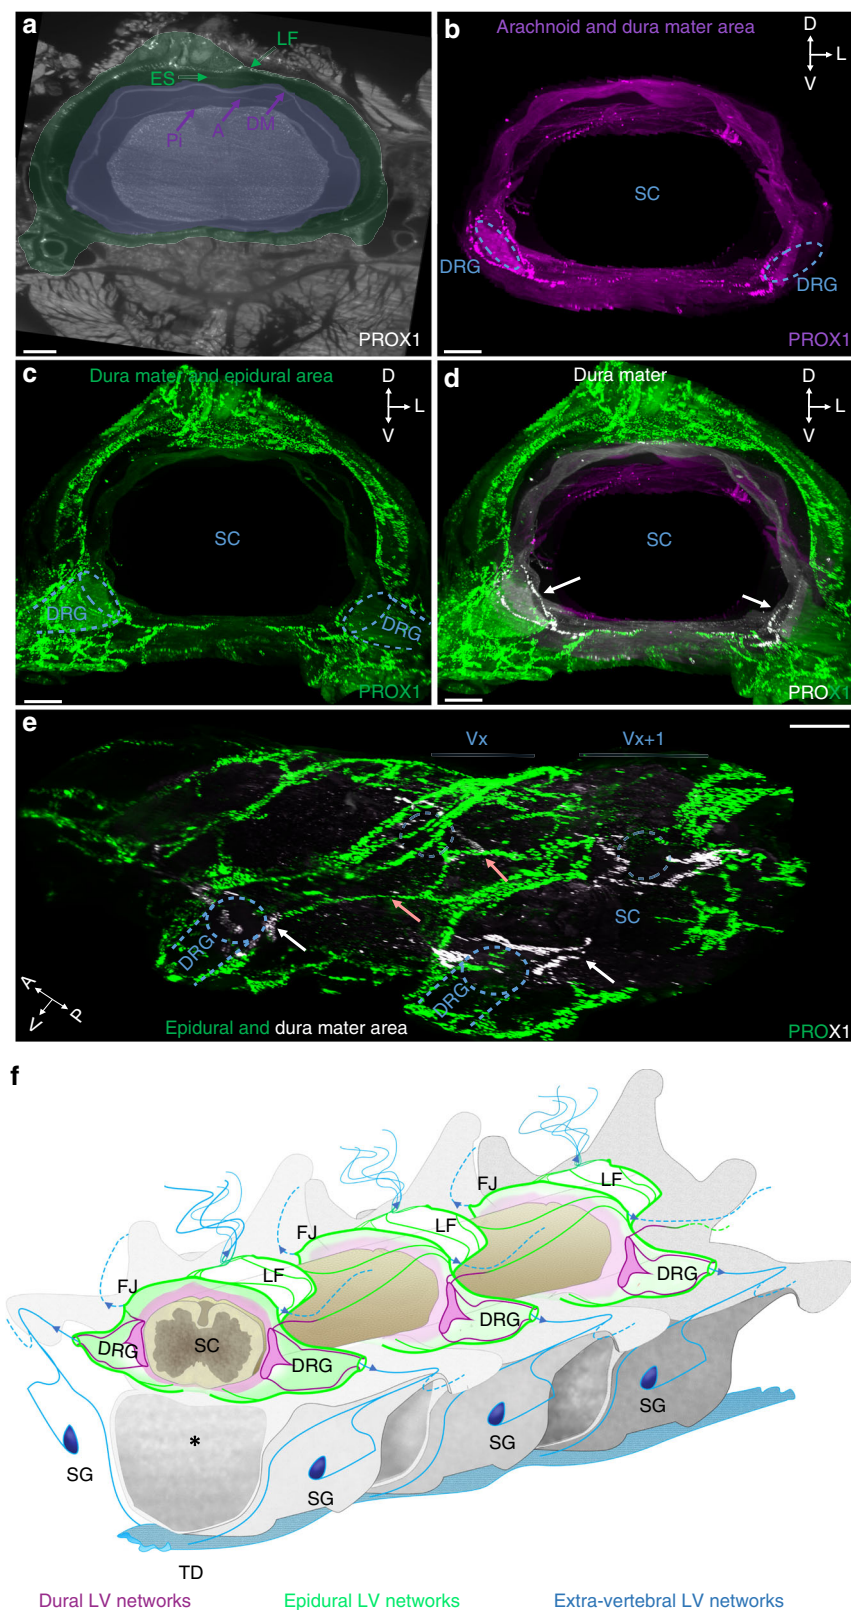 a
LF
ES
Pi
A
DM
PROX1
b
Arachnoid and dura mater area
D
L
V
SC
DRG
DRG
PROX1
c
Dura mater and epidural area
D
L
V
SC
DRG
DRG
PROX1
d
Dura mater
D
L
V
SC
PROX1
e
Vx
Vx+1
SC
DRG
DRG
A
V
P
Epidural and dura mater area
PROX1
f
FJ
LF
FJ
LF
DRG
FJ
LF
DRG
SC
DRG
DRG
*
SG
SG
SG
SG
TD
Dural LV networks
Epidural LV networks
Extra-vertebral LV networks